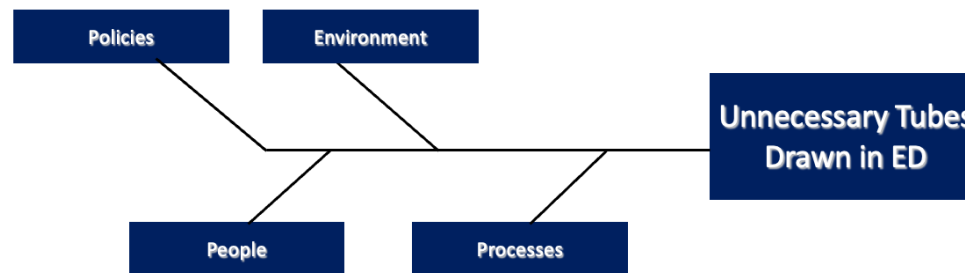 Policies
Environment
Unnecessary Tubes
Drawn in ED
People
Processes